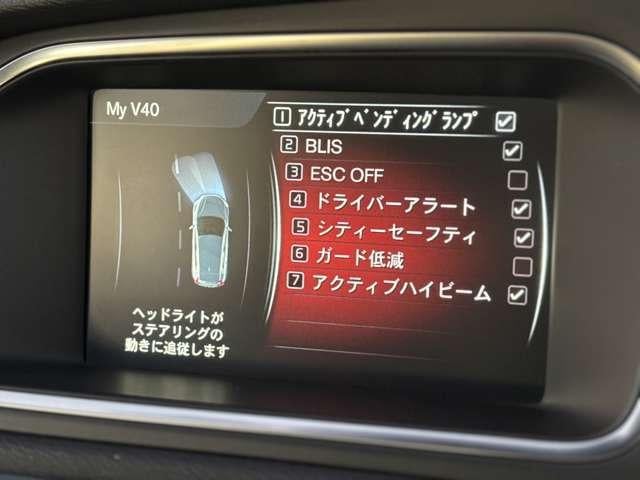 My V40
1 ｱｸﾃｨﾌﾞﾍﾞﾝﾃﾞｨﾝｸﾞﾗﾝﾌﾟ
2 BLIS
3 ESC OFF
4 ドライバーアラート
5 シティーセーフティ
6 ガード低減
7 アクティブハイビーム
ヘッドライトが
ステアリングの
動きに追従します